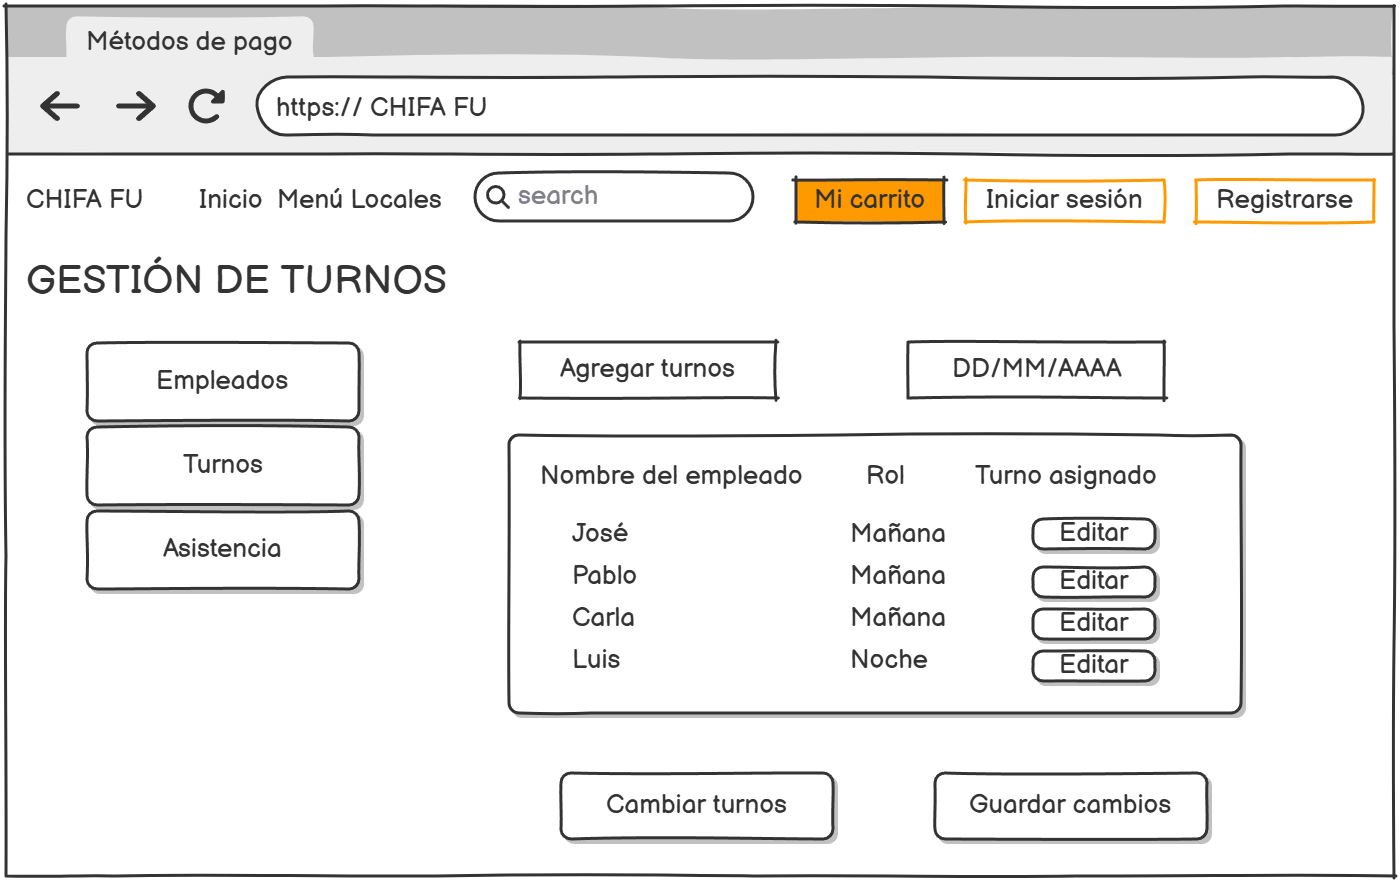 Métodos de pago
https:// CHIFA FU
CHIFA FU Inicio Menú Locales search Mi carrito Iniciar sesión Registrarse
GESTIÓN DE TURNOS
Empleados
Turnos
Asistencia
Agregar turnos DD/MM/AAAA
Nombre del empleado Rol Turno asignado
José Mañana Editar
Pablo Mañana Editar
Carla Mañana Editar
Luis Noche Editar
Cambiar turnos Guardar cambios